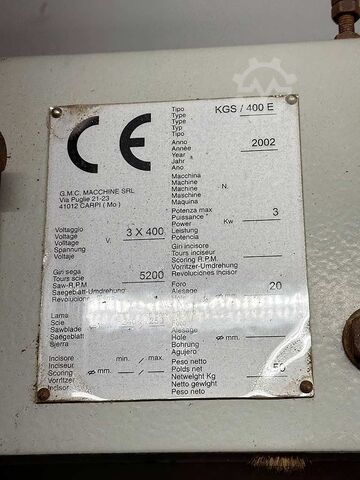 CE
G.M.C. MACCHINE SRL
Via Puglie 21-23
41012 CARPI ( Mo )
Voltaggio
Voltage
Volltage V. 3 X 400
Spannung
Voltaje
Giri sega
Tours scie 5200
Saw-R.P.M.
Saegeblatt-Umdrehung
Revoluciones
Lama
Scie
Sawblade
Saegeblatt
Sierra
Incisore min. / max.
Inciseur
Scoring ø mm.
Vorritzer
Incisor
Tipo KGS / 400 E
Type
Type
Typ
Tipo
Anno 2002
Année
Year
Jahr
Ano
Macchina
Machine
Machine N.
Maschine
Maquina
Potenza max 3
Puissance
Power Kw
Leistung
Potencia
Giri incisore
Tours inciseur
Scoring R.P.M.
Vorritzer-Umdrehung
Revoluciones incisor
Foro 20
Alesage
Alesage
Hole ø mm.
Bohrung
Agujero
Peso netto
Poids net
Netweight Kg 50
Netto gewight
Peso neto